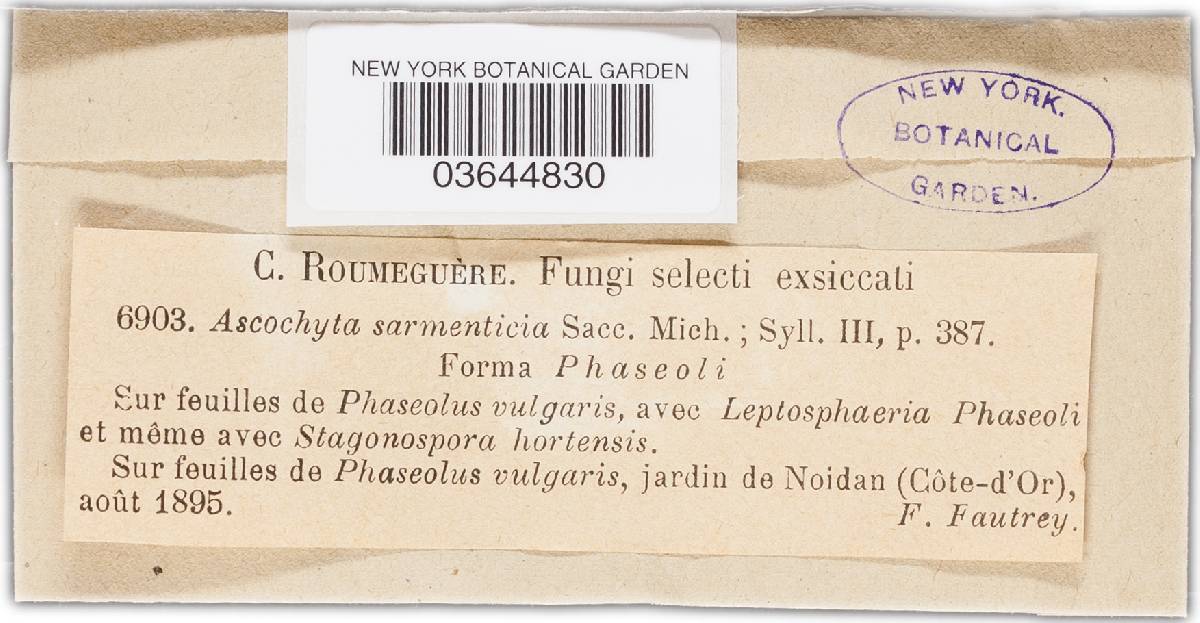 NEW YORK BOTANICAL GARDEN
03644830
NEW YORK.
BOTANICAL
GARDEN.
C. ROUMEGUÈRE. Fungi selecti exsiccati
6903. Ascochyta sarmenticia Sacc. Mich. ; Syll. III, p. 387.
Forma Phaseoli
Sur feuilles de Phaseolus vulgaris, avec Leptosphaeria Phaseoli
et même avec Stagonospora hortensis.
Sur feuilles de Phaseolus vulgaris, jardin de Noidan (Côte-d'Or),
août 1895.
F. Fautrey.